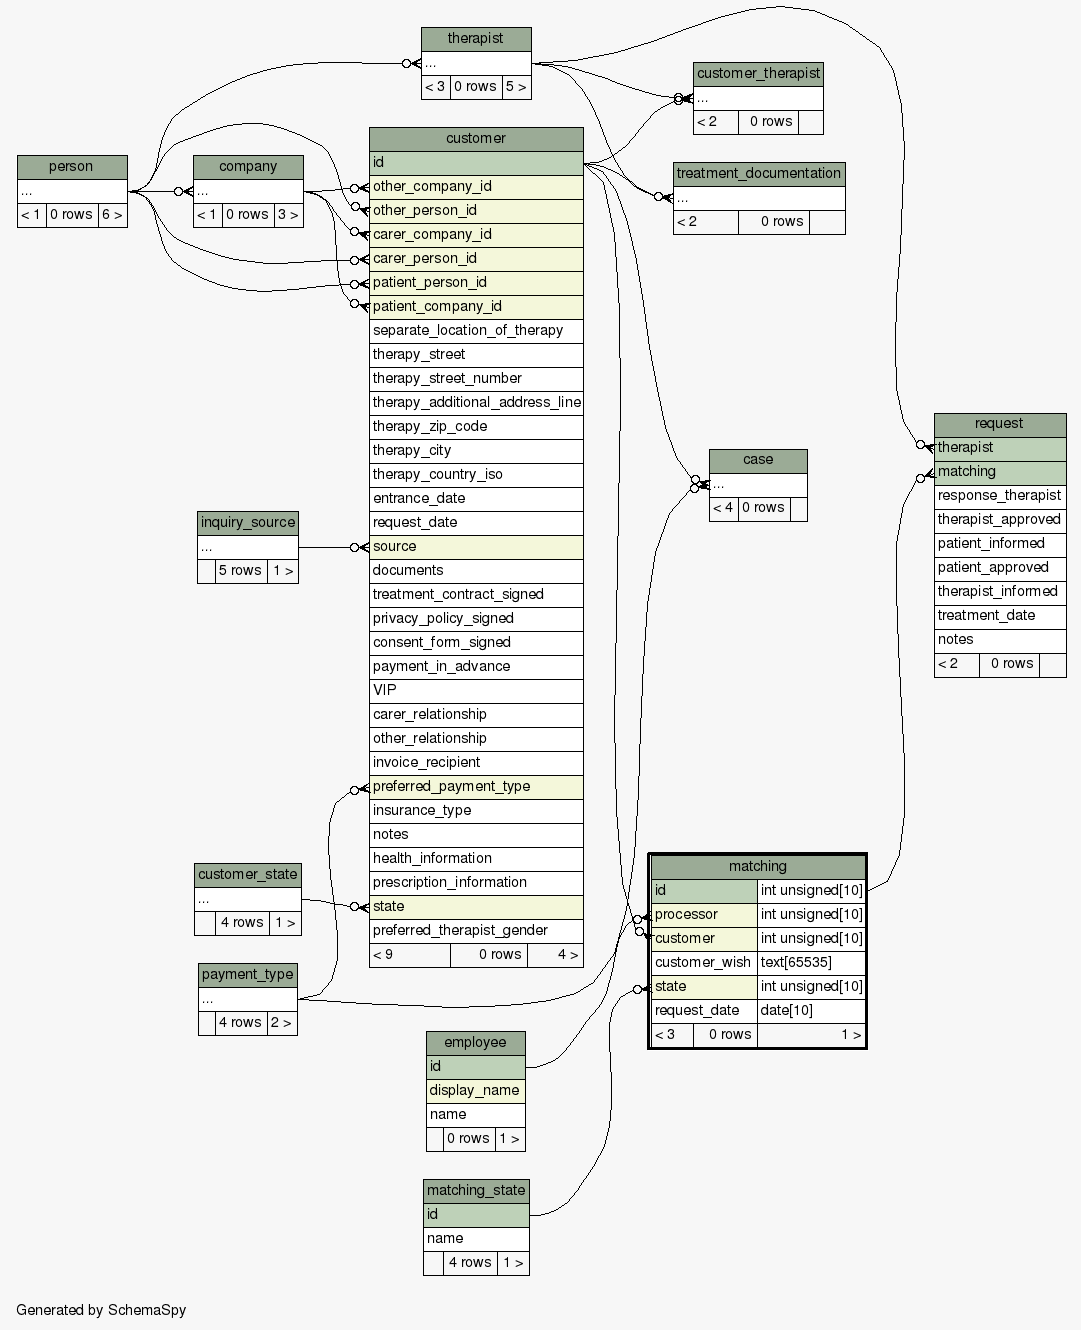 therapist
...
< 3 0 rows 5 >
customer_therapist
...
< 2 0 rows
person
...
< 1 0 rows 6 >
company
...
< 1 0 rows 3 >
customer
id
other_company_id
other_person_id
carer_company_id
carer_person_id
patient_person_id
patient_company_id
separate_location_of_therapy
therapy_street
therapy_street_number
therapy_additional_address_line
therapy_zip_code
therapy_city
therapy_country_iso
entrance_date
request_date
source
documents
treatment_contract_signed
privacy_policy_signed
consent_form_signed
payment_in_advance
VIP
carer_relationship
other_relationship
invoice_recipient
preferred_payment_type
insurance_type
notes
health_information
prescription_information
state
preferred_therapist_gender
< 9 0 rows 4 >
treatment_documentation
...
< 2 0 rows
request
therapist
matching
response_therapist
therapist_approved
patient_informed
patient_approved
therapist_informed
treatment_date
notes
< 2 0 rows
case
...
< 4 0 rows
inquiry_source
...
5 rows 1 >
customer_state
...
4 rows 1 >
payment_type
...
4 rows 2 >
matching
id int unsigned[10]
processor int unsigned[10]
customer int unsigned[10]
customer_wish text[65535]
state int unsigned[10]
request_date date[10]
< 3 0 rows 1 >
employee
id
display_name
name
0 rows 1 >
matching_state
id
name
4 rows 1 >
Generated by SchemaSpy